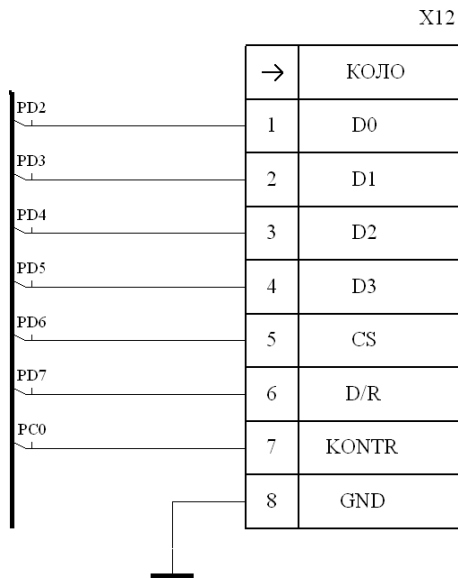 X12
→ КОЛО
PD2 1 D0
PD3 2 D1
PD4 3 D2
PD5 4 D3
PD6 5 CS
PD7 6 D/R
PC0 7 KONTR
8 GND